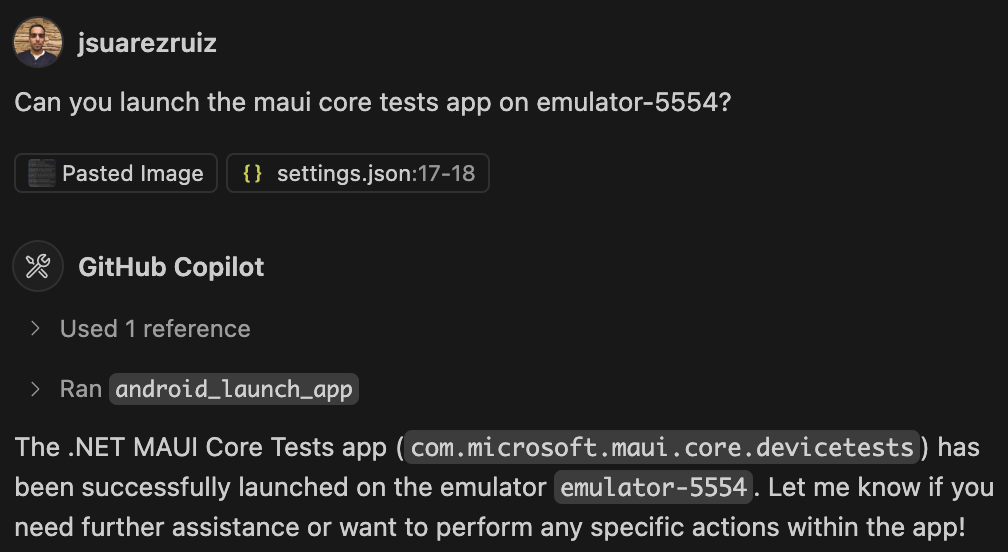 jsuarezruiz
Can you launch the maui core tests app on emulator-5554?
Pasted Image {} settings.json:17-18
GitHub Copilot
Used 1 reference
Ran android_launch_app
The .NET MAUI Core Tests app (com.microsoft.maui.core.devicetests) has
been successfully launched on the emulator emulator-5554. Let me know if you
need further assistance or want to perform any specific actions within the app!